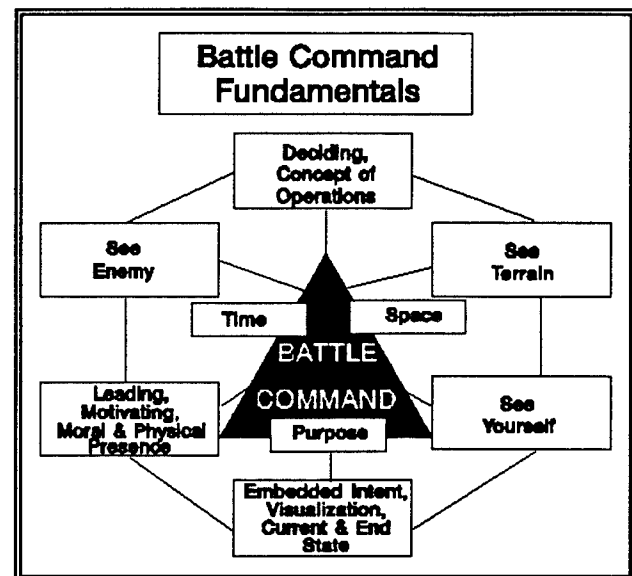 Battle Command
Fundamentals
Deciding,
Concept of
Operations
See
Enemy
See
Terrain
Time
Space
BATTLE
COMMAND
Purpose
Leading,
Motivating,
Moral & Physical
Presence
See
Yourself
Embedded Intent,
Visualization,
Current & End
State